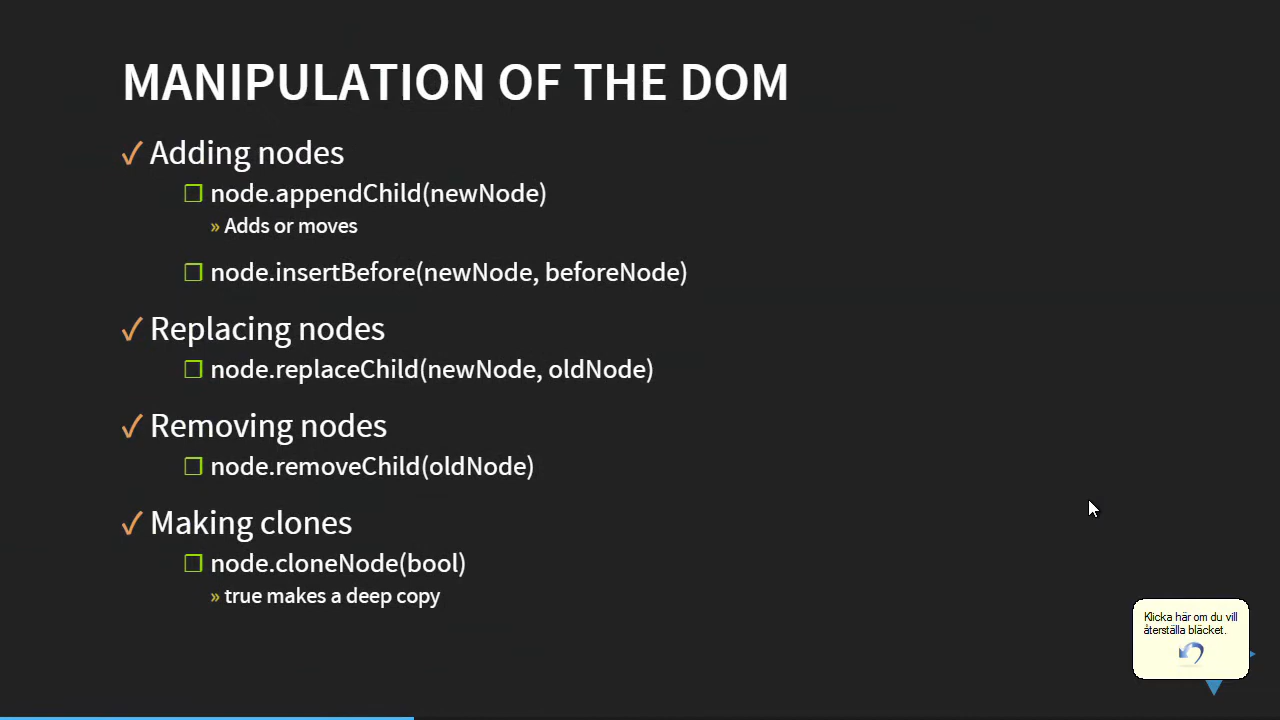 MANIPULATION OF THE DOM
✓ Adding nodes
❒ node.appendChild(newNode)
» Adds or moves
❒ node.insertBefore(newNode, beforeNode)
✓ Replacing nodes
❒ node.replaceChild(newNode, oldNode)
✓ Removing nodes
❒ node.removeChild(oldNode)
✓ Making clones
❒ node.cloneNode(bool)
» true makes a deep copy
Klicka här om du vill
återställa bläcket.